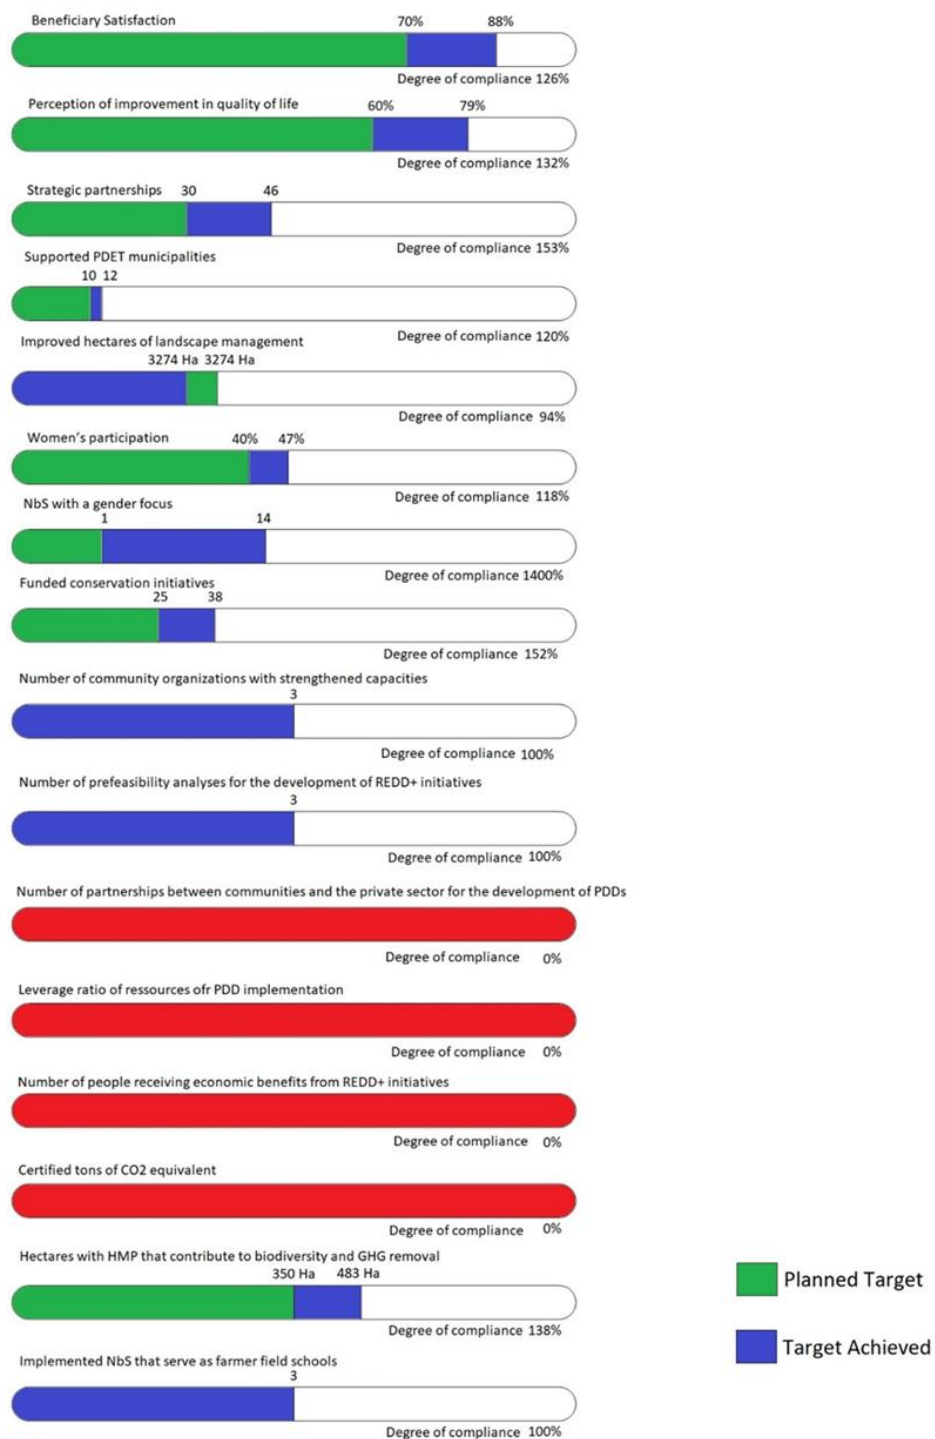 Beneficiary Satisfaction 70% 88%
Degree of compliance 126%
Perception of improvement in quality of life 60% 79%
Degree of compliance 132%
Strategic partnerships 30 46
Degree of compliance 153%
Supported PDET municipalities
10 12
Degree of compliance 120%
Improved hectares of landscape management
3274 Ha 3274 Ha
Degree of compliance 94%
Women's participation 40% 47%
Degree of compliance 118%
NbS with a gender focus
1 14
Degree of compliance 1400%
Funded conservation initiatives
25 38
Degree of compliance 152%
Number of community organizations with strengthened capacities
3
Degree of compliance 100%
Number of prefeasibility analyses for the development of REDD+ initiatives
3
Degree of compliance 100%
Number of partnerships between communities and the private sector for the development of PDDs
Degree of compliance 0%
Leverage ratio of ressources ofr PDD implementation
Degree of compliance 0%
Number of people receiving economic benefits from REDD+ initiatives
Degree of compliance 0%
Certified tons of CO2 equivalent
Degree of compliance 0%
Hectares with HMP that contribute to biodiversity and GHG removal
350 Ha 483 Ha
Degree of compliance 138%
Planned Target
Target Achieved
Implemented NbS that serve as farmer field schools
3
Degree of compliance 100%